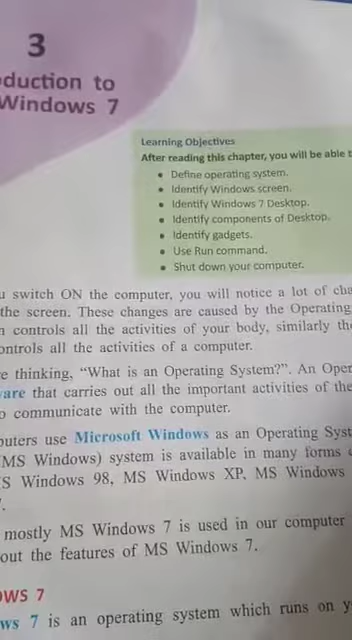 3
duction to
Windows 7
Learning Objectives
After reading this chapter, you will be able t
• Define operating system.
• Identify Windows screen.
• Identify Windows 7 Desktop.
• Identify components of Desktop.
• Identify gadgets.
• Use Run command.
• Shut down your computer.
u switch ON the computer, you will notice a lot of cha
the screen. These changes are caused by the Operating
n controls all the activities of your body, similarly the
ontrols all the activities of a computer.
re thinking, “What is an Operating System?”. An Oper
ware that carries out all the important activities of the
o communicate with the computer.
puters use Microsoft Windows as an Operating Syst
MS Windows) system is available in many forms
S Windows 98, MS Windows XP, MS Windows
7.
mostly MS Windows 7 is used in our computer
out the features of MS Windows 7.
OWS 7
ws 7 is an operating system which runs on y